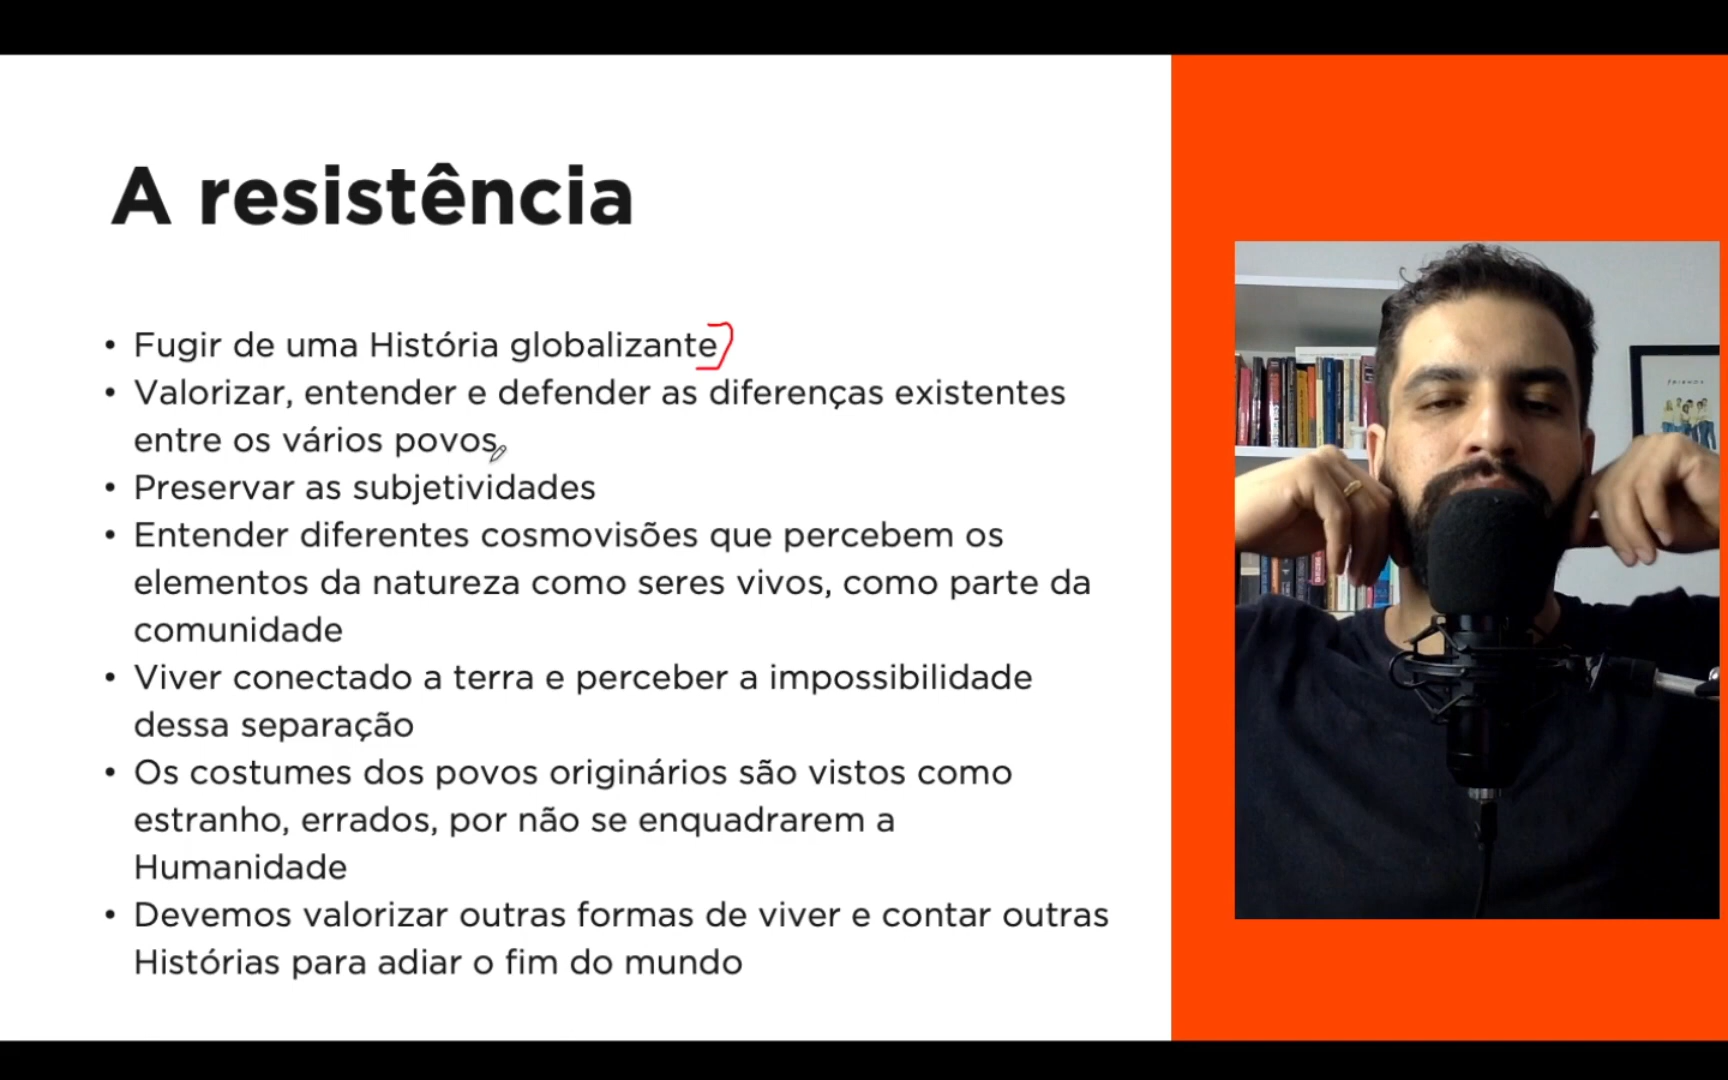 A resistência
• Fugir de uma História globalizante
• Valorizar, entender e defender as diferenças existentes
entre os vários povos
• Preservar as subjetividades
• Entender diferentes cosmovisões que percebem os
elementos da natureza como seres vivos, como parte da
comunidade
• Viver conectado a terra e perceber a impossibilidade
dessa separação
• Os costumes dos povos originários são vistos como
estranho, errados, por não se enquadrarem a
Humanidade
• Devemos valorizar outras formas de viver e contar outras
Histórias para adiar o fim do mundo
FRIENDS